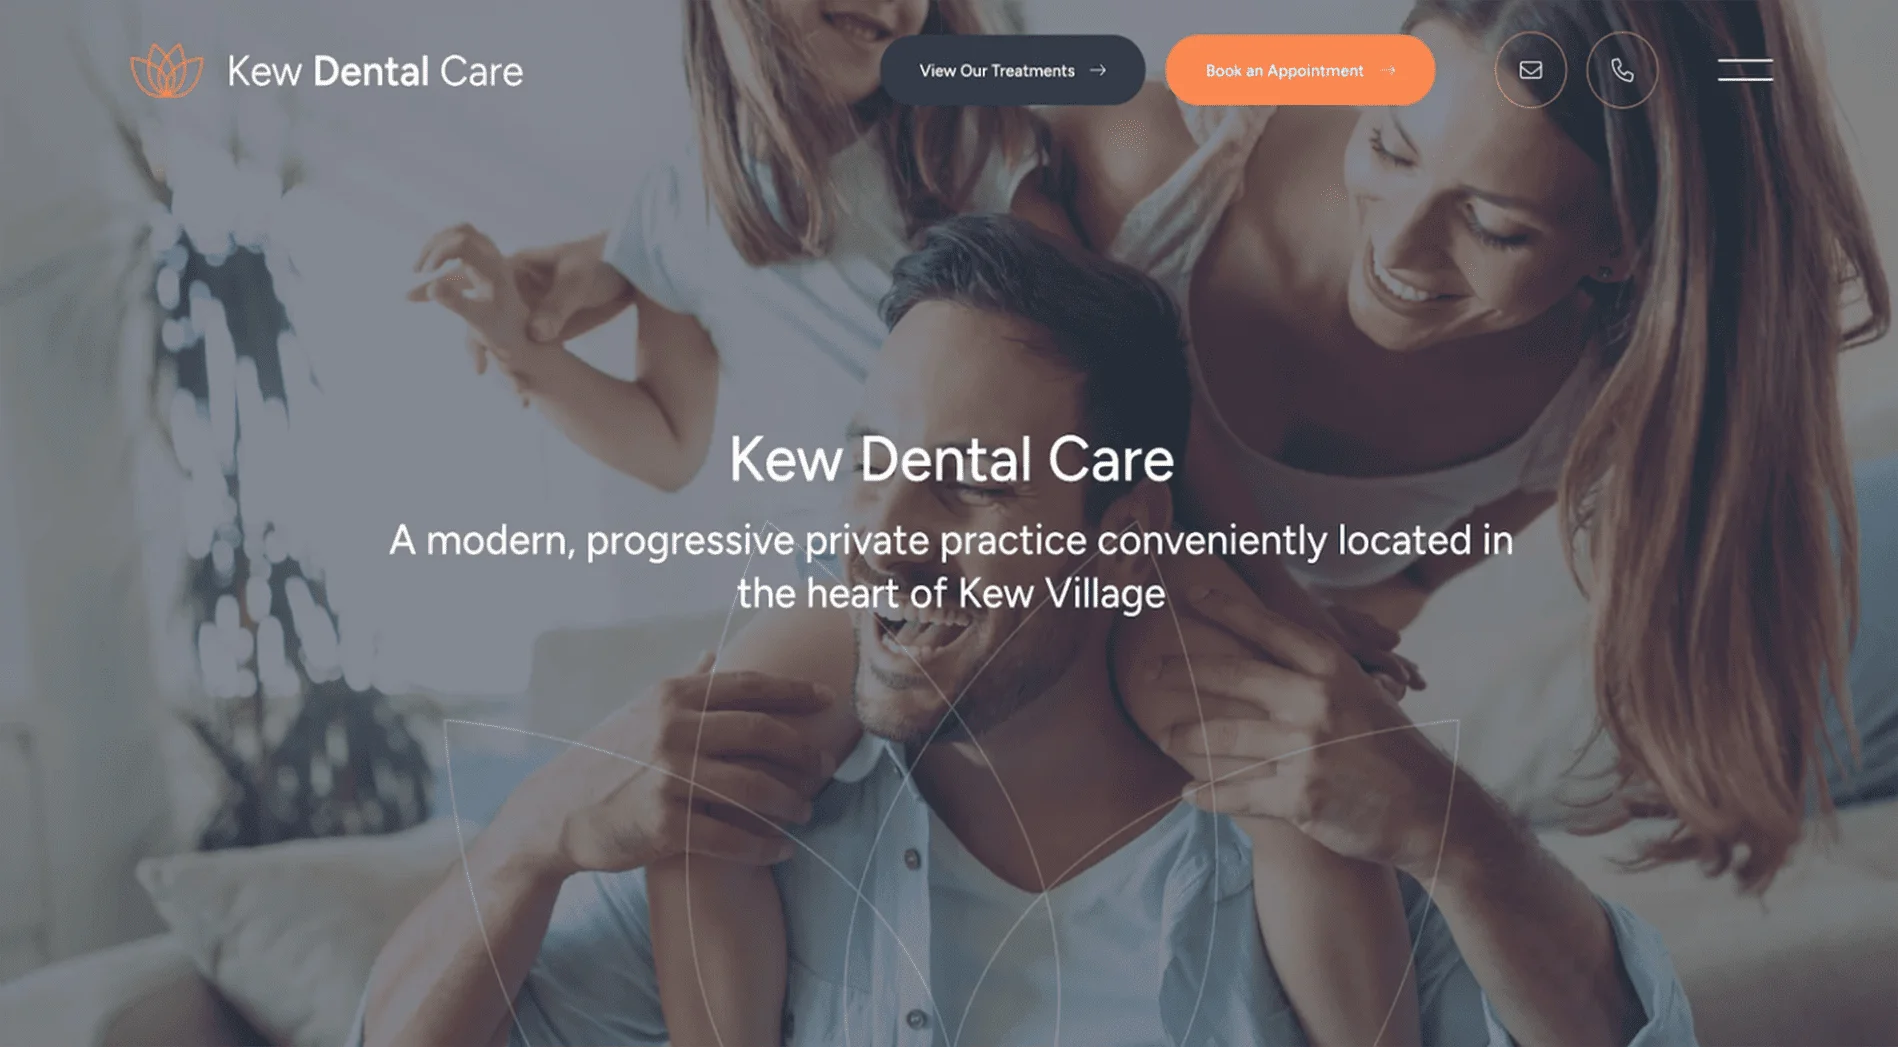 Kew Dental Care
View Our Treatments
Book an Appointment
Kew Dental Care
A modern, progressive private practice conveniently located in
the heart of Kew Village